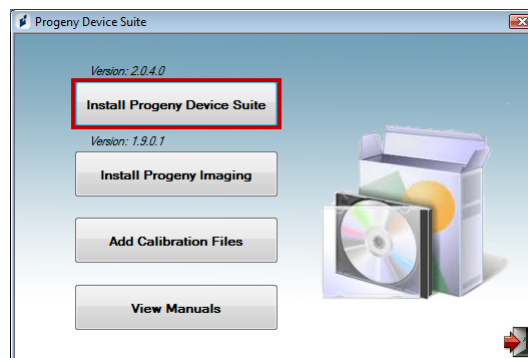 Progeny Device Suite
Version: 2.0.4.0
Install Progeny Device Suite
Version: 1.9.0.1
Install Progeny Imaging
Add Calibration Files
View Manuals